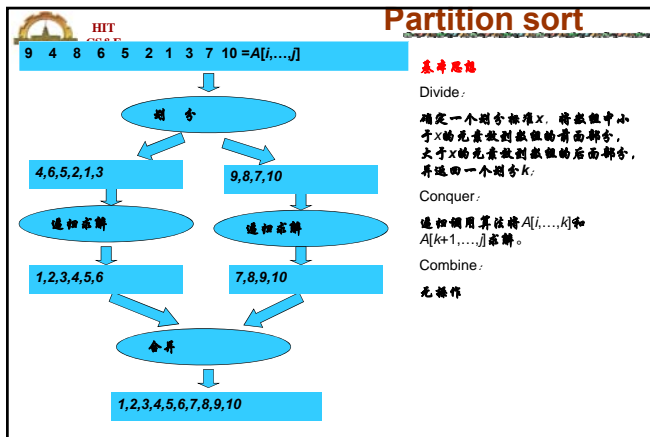 HIT
CS&E
Partition sort
9 4 8 6 5 2 1 3 7 10 =A[i,...,j]
划 分
4,6,5,2,1,3
9,8,7,10
递归求解
递归求解
1,2,3,4,5,6
7,8,9,10
合并
1,2,3,4,5,6,7,8,9,10
基本思想
Divide:
确定一个划分标准x, 将数组中小
于x的元素放到数组的前面部分,
大于x的元素放到数组的后面部分,
并返回一个划分k;
Conquer:
递归调用算法将A[i,...,k]和
A[k+1,...,j]求解。
Combine:
无操作